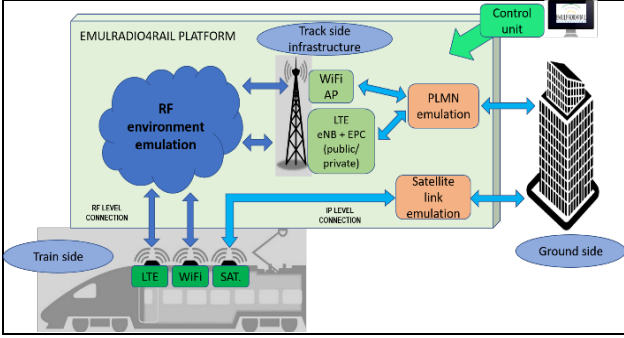 Control
unit
EMULRADIO4RAIL
EMULRADIO4RAIL PLATFORM
Track side
infrastructure
WiFi
AP
RF
environment
emulation
PLMN
emulation
LTE
eNB + EPC
(public/
private)
Satellite
link
emulation
RF LEVEL
CONNECTION
IP LEVEL
CONNECTION
Train side
Ground side
LTE
WiFi
SAT.